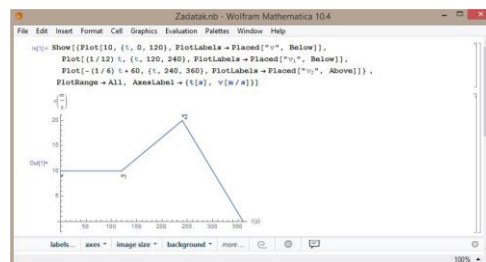 Zadatak.nb - Wolfram Mathematica 10.4
File Edit Insert Format Cell Graphics Evaluation Palettes Window Help
In[1]:= Show[{Plot[10, {t, 0, 120}, PlotLabels → Placed["v", Below]],
Plot[(1/12) t, {t, 120, 240}, PlotLabels → Placed["v₁", Below]],
Plot[-(1/6) t + 60, {t, 240, 360}, PlotLabels → Placed["v₂", Above]]},
PlotRange → All, AxesLabel → {t[s], v[m/s]}]
v[m/s]
20
v₂
15
Out[1]=
10
v
v₁
5
50 100 150 200 250 300 350 t[s]
labels... axes image size background more...
100%